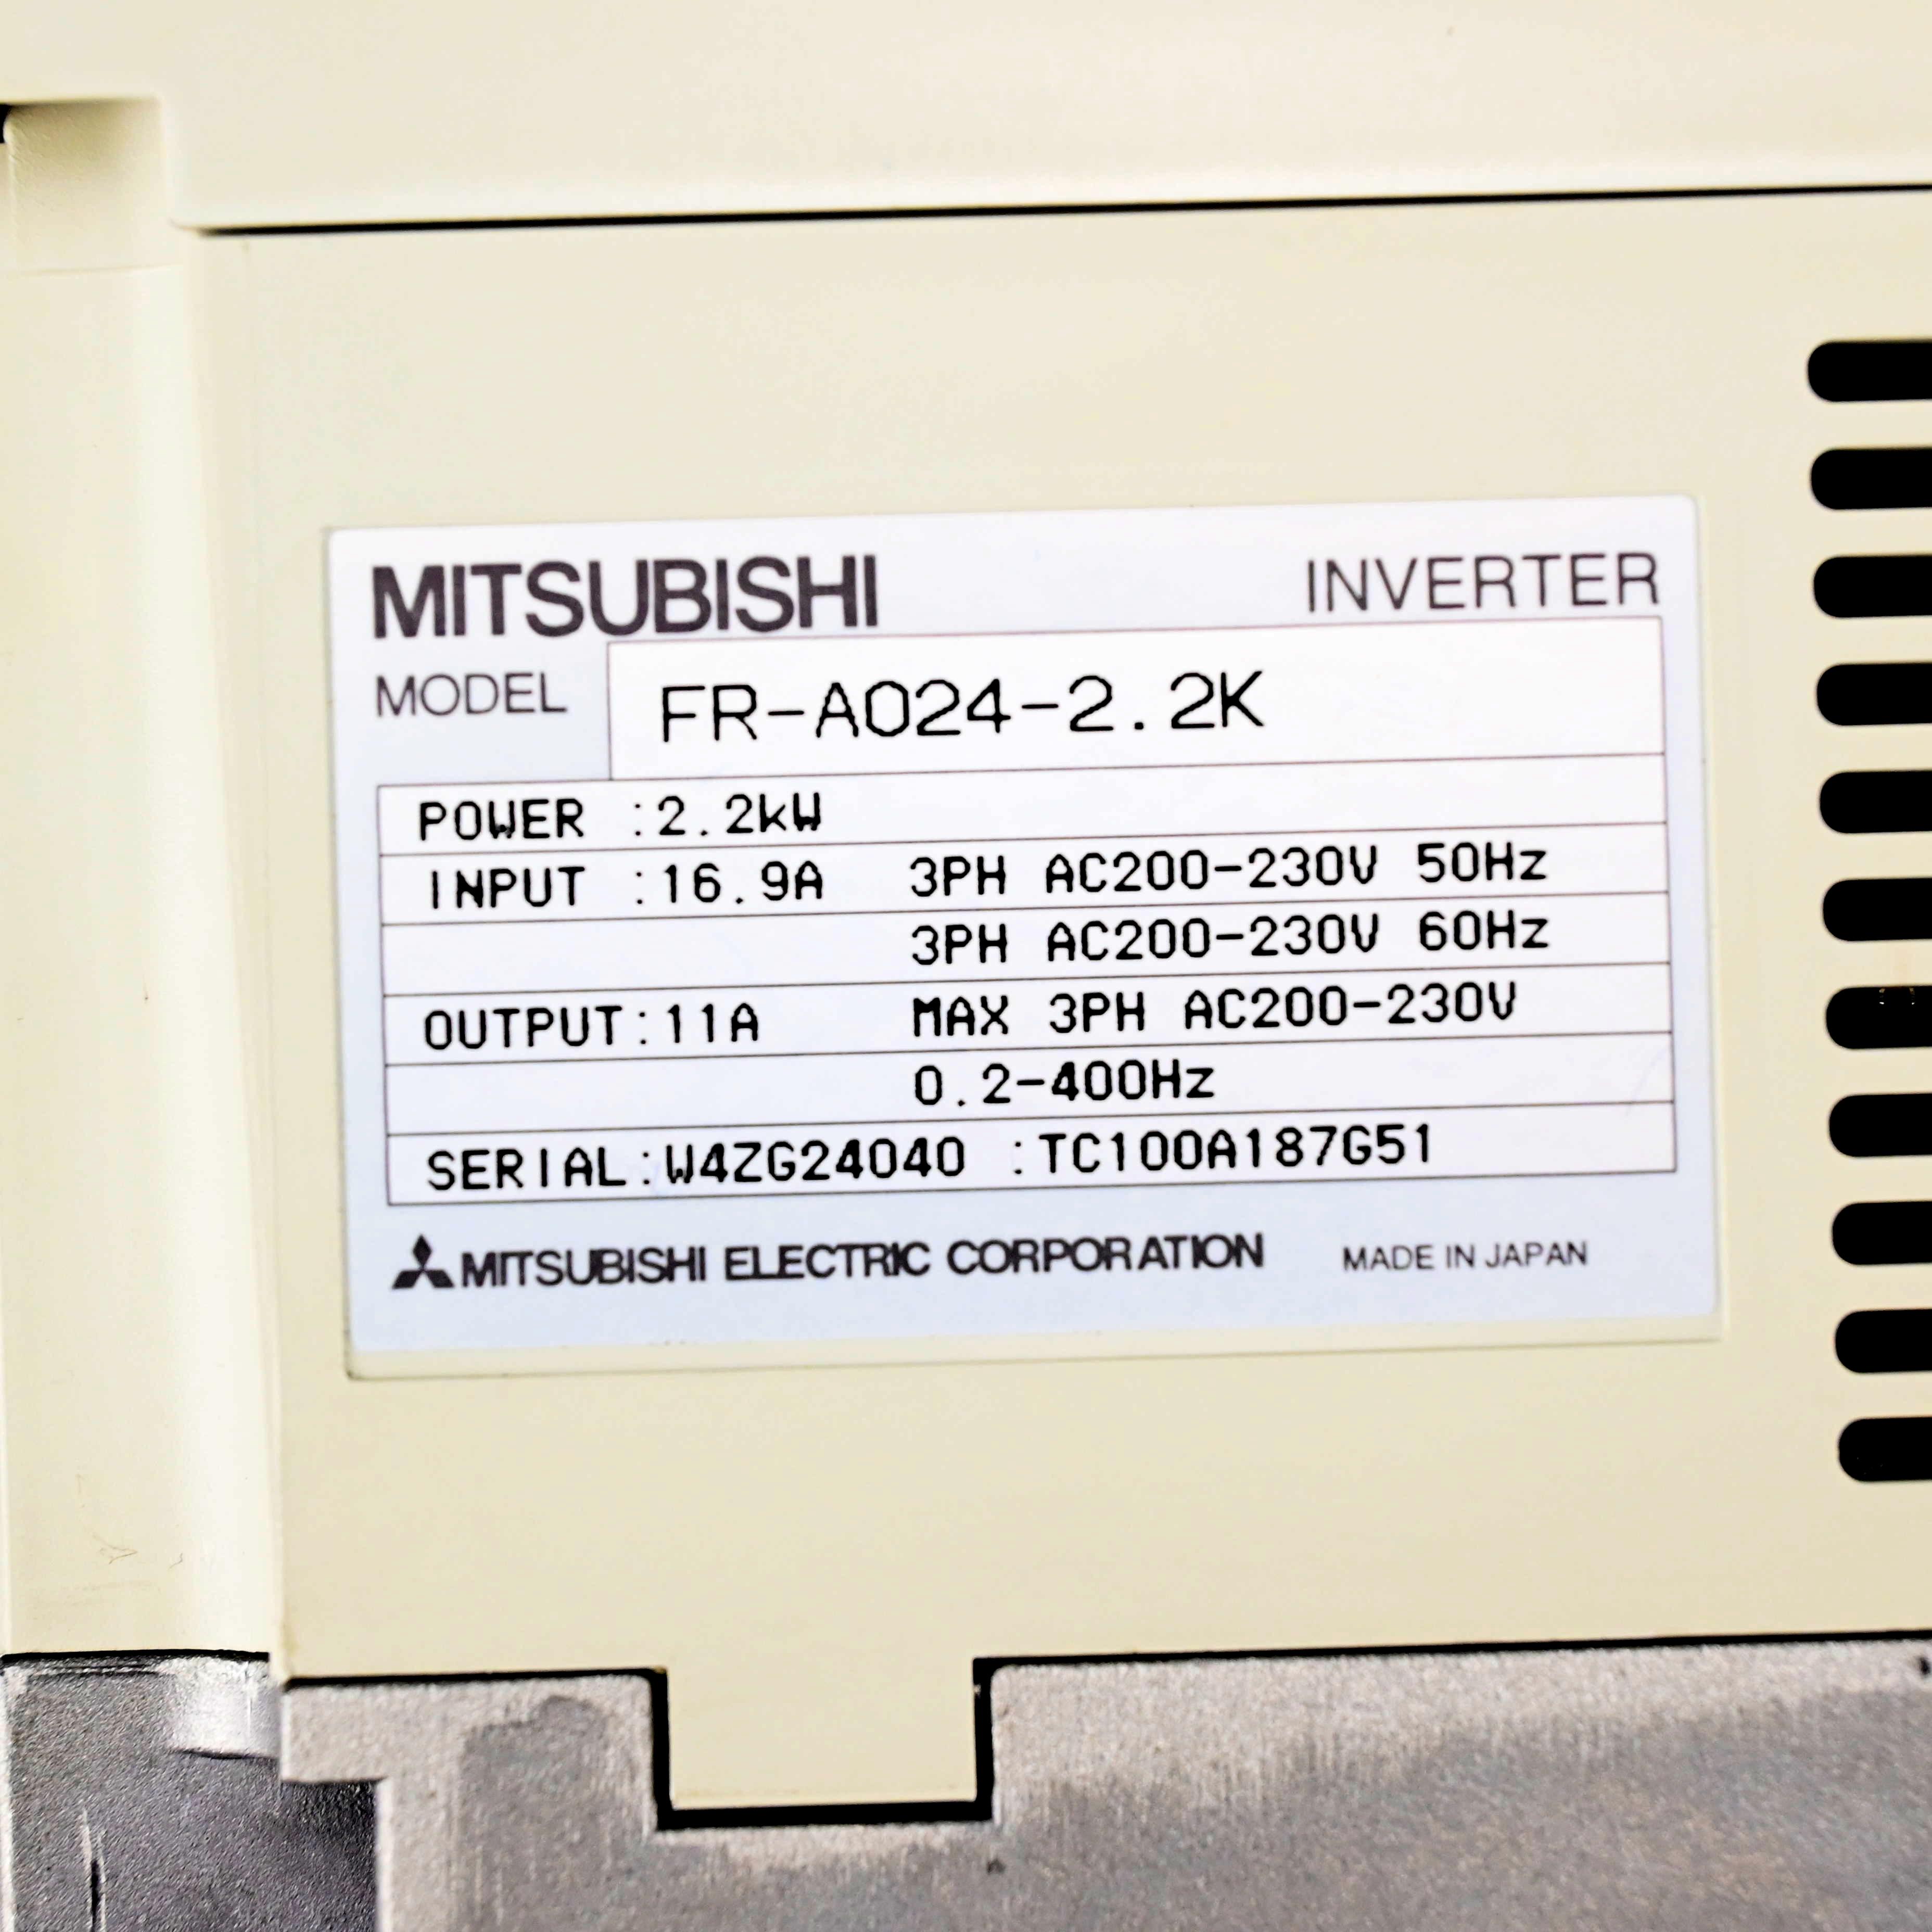 MITSUBISHI INVERTER
MODEL FR-A024-2.2K
POWER :2.2kW
INPUT :16.9A 3PH AC200-230V 50Hz
3PH AC200-230V 60Hz
OUTPUT:11A MAX 3PH AC200-230V
0.2-400Hz
SERIAL:W4ZG24040 :TC100A187G51
MITSUBISHI ELECTRIC CORPORATION MADE IN JAPAN